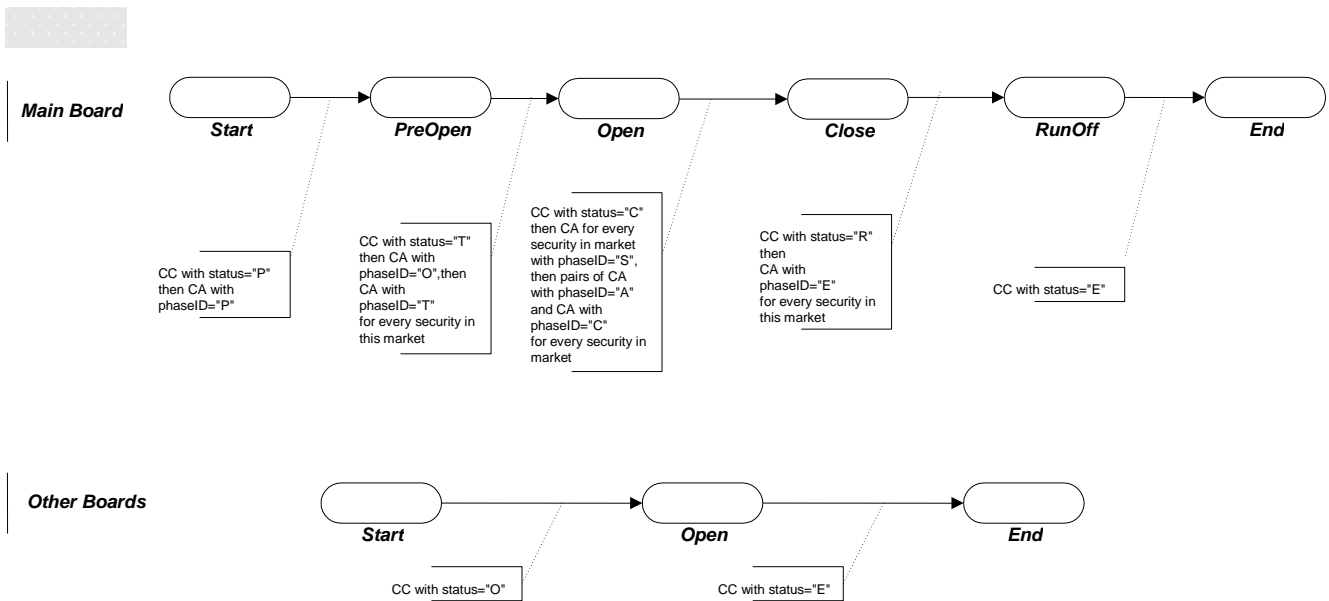 Main Board
Start
PreOpen
Open
Close
RunOff
End
CC with status="P"
then CA with
phaseID="P"
CC with status="T"
then CA with
phaseID="O",then
CA with
phaseID="T"
for every security in
this market
CC with status="C"
then CA for every
security in market
with phaseID="S",
then pairs of CA
with phaseID="A"
and CA with
phaseID="C"
for every security in
market
CC with status="R"
then
CA with
phaseID="E"
for every security in
this market
CC with status="E"
Other Boards
Start
Open
End
CC with status="O"
CC with status="E"